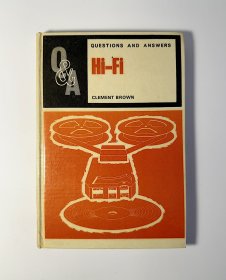 Q&A
QUESTIONS AND ANSWERS
Hi-Fi
CLEMENT BROWN